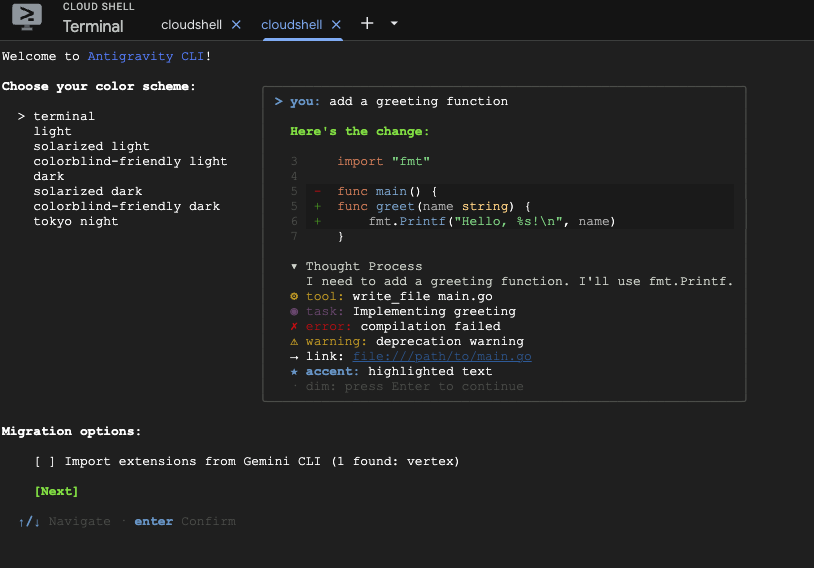 CLOUD SHELL
Terminal
cloudshell ✕ cloudshell ✕ + ▾
Welcome to Antigravity CLI!
Choose your color scheme:
> terminal
light
solarized light
colorblind-friendly light
dark
solarized dark
colorblind-friendly dark
tokyo night
> you: add a greeting function
Here's the change:
3 import "fmt"
4
5 - func main() {
5 + func greet(name string) {
6 + fmt.Printf("Hello, %s!\n", name)
7 }
▾ Thought Process
I need to add a greeting function. I'll use fmt.Printf.
⚙ tool: write_file main.go
◉ task: Implementing greeting
✗ error: compilation failed
⚠ warning: deprecation warning
→ link: file:///path/to/main.go
★ accent: highlighted text
· dim: press Enter to continue
Migration options:
[ ] Import extensions from Gemini CLI (1 found: vertex)
[Next]
↑/↓ Navigate · enter Confirm